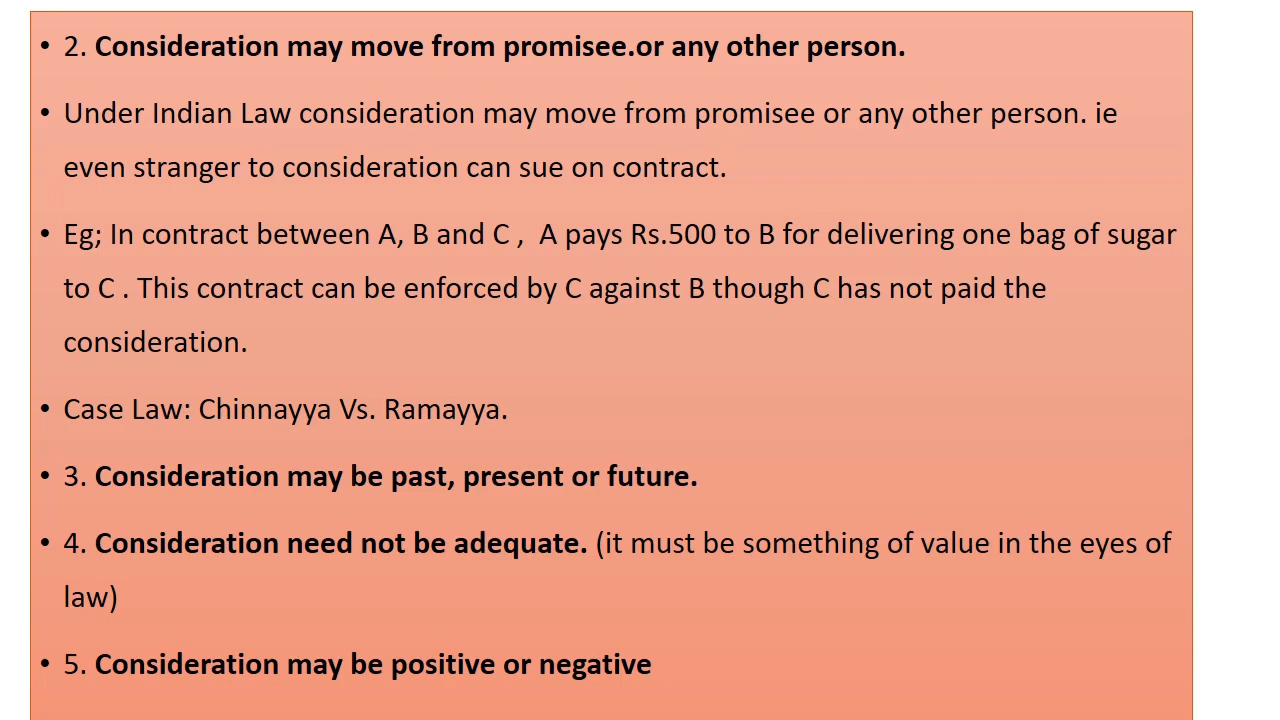 • 2. Consideration may move from promisee.or any other person.
• Under Indian Law consideration may move from promisee or any other person. ie
even stranger to consideration can sue on contract.
• Eg; In contract between A, B and C , A pays Rs.500 to B for delivering one bag of sugar
to C . This contract can be enforced by C against B though C has not paid the
consideration.
• Case Law: Chinnayya Vs. Ramayya.
• 3. Consideration may be past, present or future.
• 4. Consideration need not be adequate. (it must be something of value in the eyes of
law)
• 5. Consideration may be positive or negative